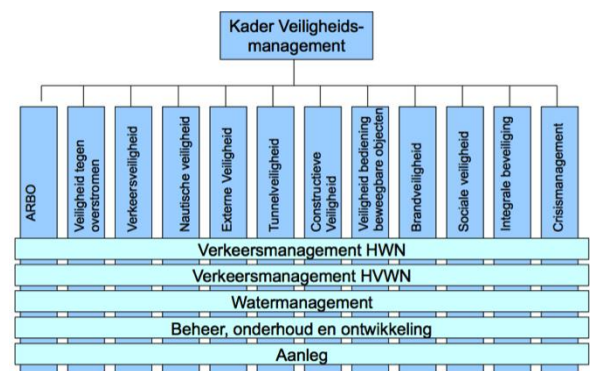 Kader Veiligheids-
management
ARBO
Veiligheid tegen
overstromen
Verkeersveiligheid
Nautische veiligheid
Externe Veiligheid
Tunnelveiligheid
Constructieve
Veiligheid
Veiligheid bediening
beweegbare objecten
Brandveiligheid
Sociale veiligheid
Integrale beveiliging
Crisismanagement
Verkeersmanagement HWN
Verkeersmanagement HVWN
Watermanagement
Beheer, onderhoud en ontwikkeling
Aanleg